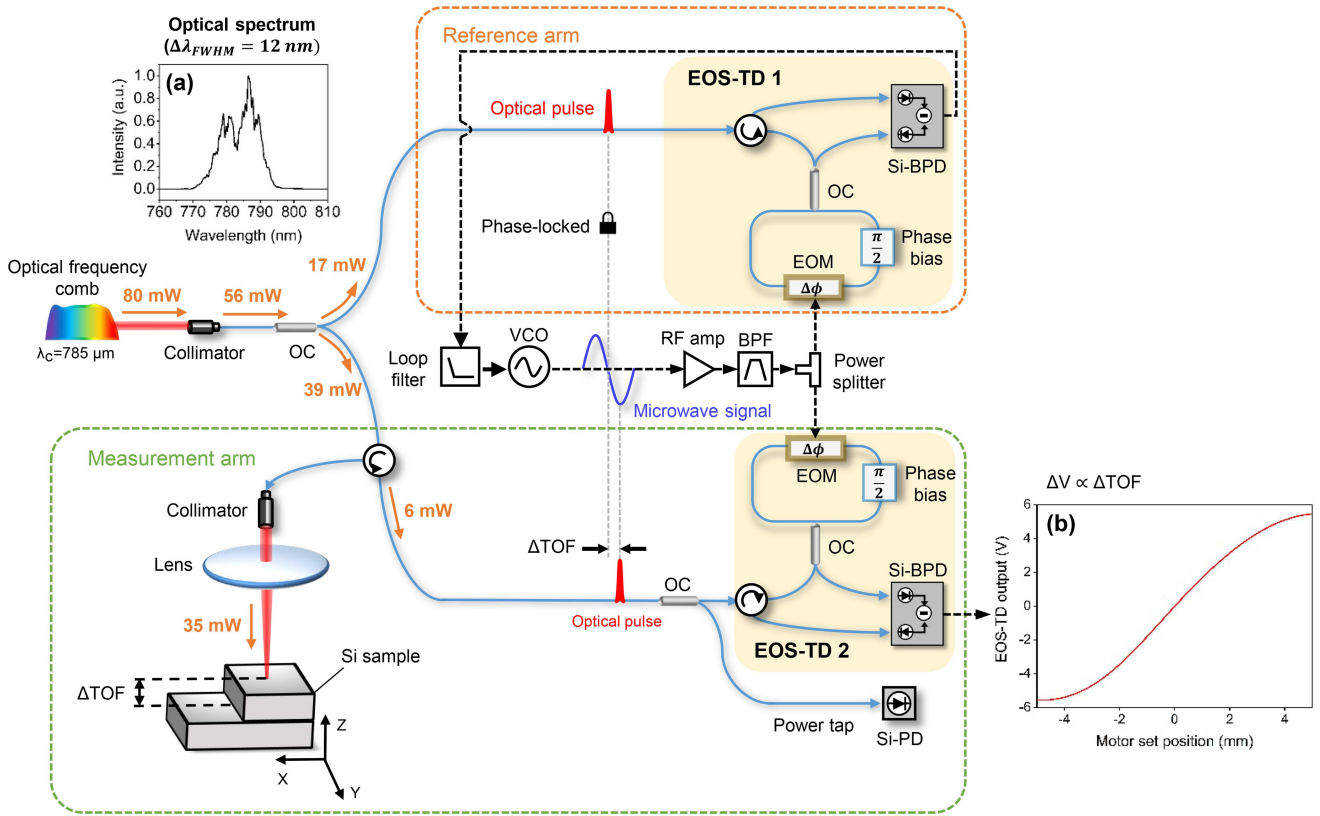 Optical spectrum
(Δλ_FWHM = 12 nm)
(a)
Intensity (a.u.)
1.0
0.8
0.6
0.4
0.2
0.0
760 770 780 790 800 810
Wavelength (nm)
Optical frequency
comb
λc=785 μm
80 mW
Collimator
56 mW
OC
17 mW
39 mW
Reference arm
Optical pulse
EOS-TD 1
Si-BPD
OC
Phase
bias
π/2
EOM
Δϕ
Phase-locked
Loop
filter
VCO
Microwave signal
RF amp
BPF
Power
splitter
Measurement arm
Collimator
Lens
35 mW
6 mW
Si sample
ΔTOF
Z
X
Y
ΔTOF
Optical pulse
OC
Δϕ
EOM
π/2
Phase
bias
OC
Si-BPD
EOS-TD 2
Power tap
Si-PD
ΔV ∝ ΔTOF
(b)
EOS-TD output (V)
6
4
2
0
-2
-4
-6
-4 -2 0 2 4
Motor set position (mm)